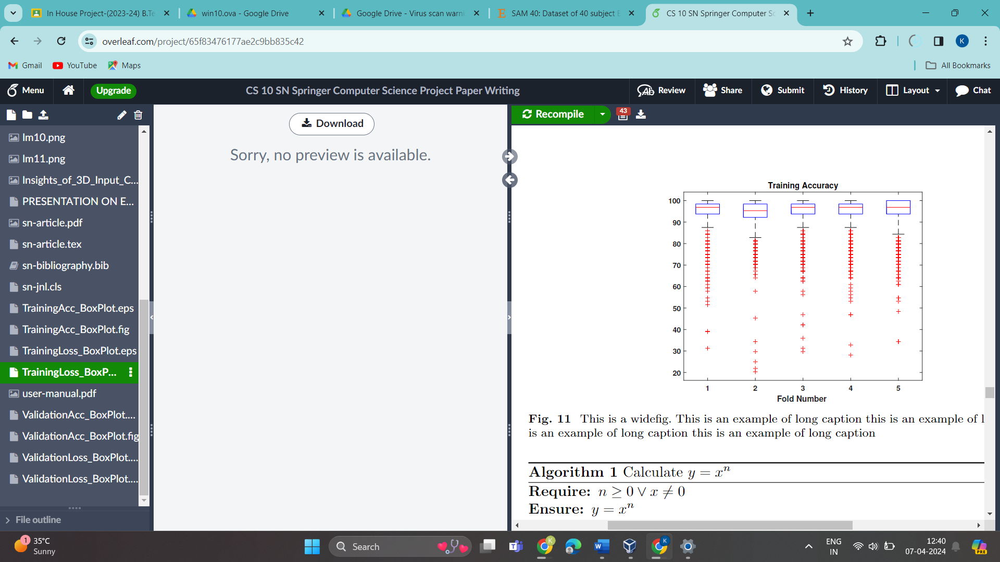 In House Project-(2023-24) B.Te
win10.ova - Google Drive
Google Drive - Virus scan warni
SAM 40: Dataset of 40 subject E
CS 10 SN Springer Computer Sc
overleaf.com/project/65f83476177ae2c9bb835c42
K
Gmail
YouTube
Maps
All Bookmarks
Menu
Upgrade
CS 10 SN Springer Computer Science Project Paper Writing
Review
Share
Submit
History
Layout
Chat
Download
Recompile
43
Sorry, no preview is available.
Im10.png
Im11.png
Insights_of_3D_Input_C...
PRESENTATION ON E...
sn-article.pdf
sn-article.tex
sn-bibliography.bib
sn-jnl.cls
TrainingAcc_BoxPlot.eps
TrainingAcc_BoxPlot.fig
TrainingLoss_BoxPlot.eps
TrainingLoss_BoxP...
user-manual.pdf
ValidationAcc_BoxPlot....
ValidationAcc_BoxPlot.fig
ValidationLoss_BoxPlot....
ValidationLoss_BoxPlot....
File outline
Training Accuracy
100
90
80
70
60
50
40
30
20
1 2 3 4 5
Fold Number
Fig. 11 This is a widefig. This is an example of long caption this is an example of l
is an example of long caption this is an example of long caption
Algorithm 1 Calculate y = xⁿ
Require: n ≥ 0 ∨ x ≠ 0
Ensure: y = xⁿ
1
35°C
Sunny
Search
K
K
ENG
IN
12:40
07-04-2024
PRE